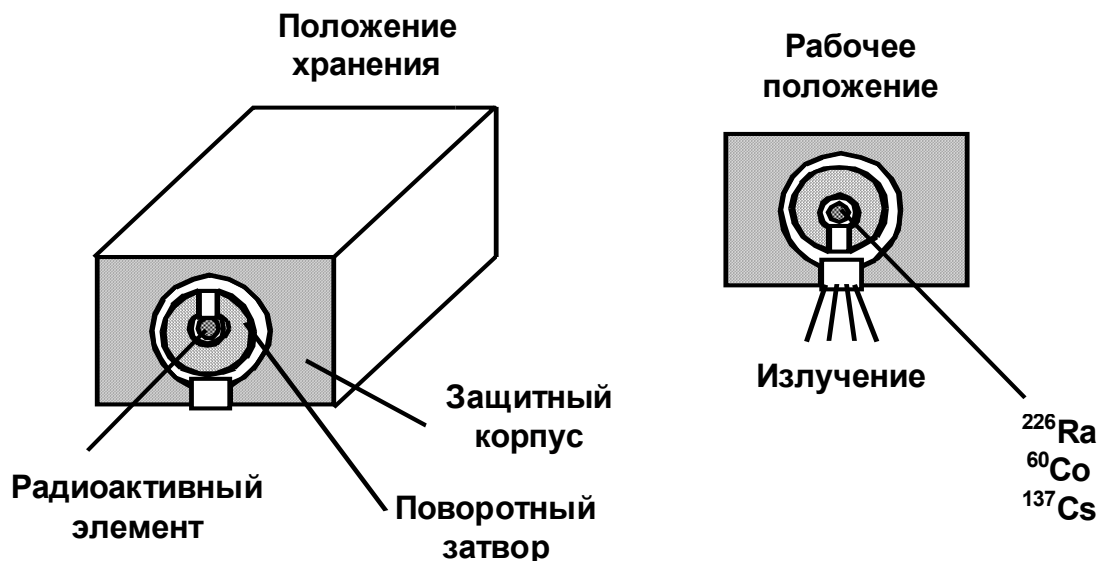 Положение
хранения
Рабочее
положение
Защитный
корпус
Радиоактивный
элемент
Поворотный
затвор
Излучение
²²⁶Ra
⁶⁰Co
¹³⁷Cs